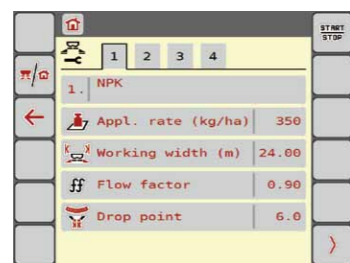 START
STOP
1 2 3 4
1. NPK
Appl. rate (kg/ha) 350
Working width (m) 24.00
Flow factor 0.90
Drop point 6.0